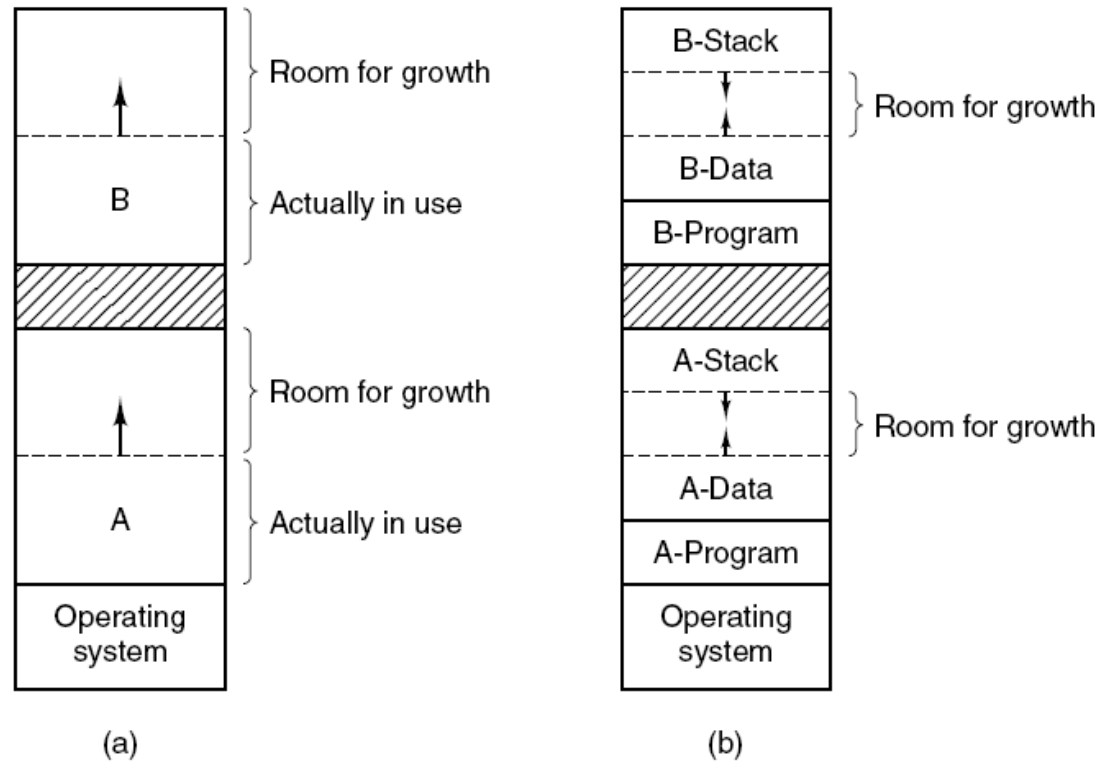 Room for growth
B
Actually in use
Room for growth
A
Actually in use
Operating
system
(a)
B-Stack
Room for growth
B-Data
B-Program
A-Stack
Room for growth
A-Data
A-Program
Operating
system
(b)